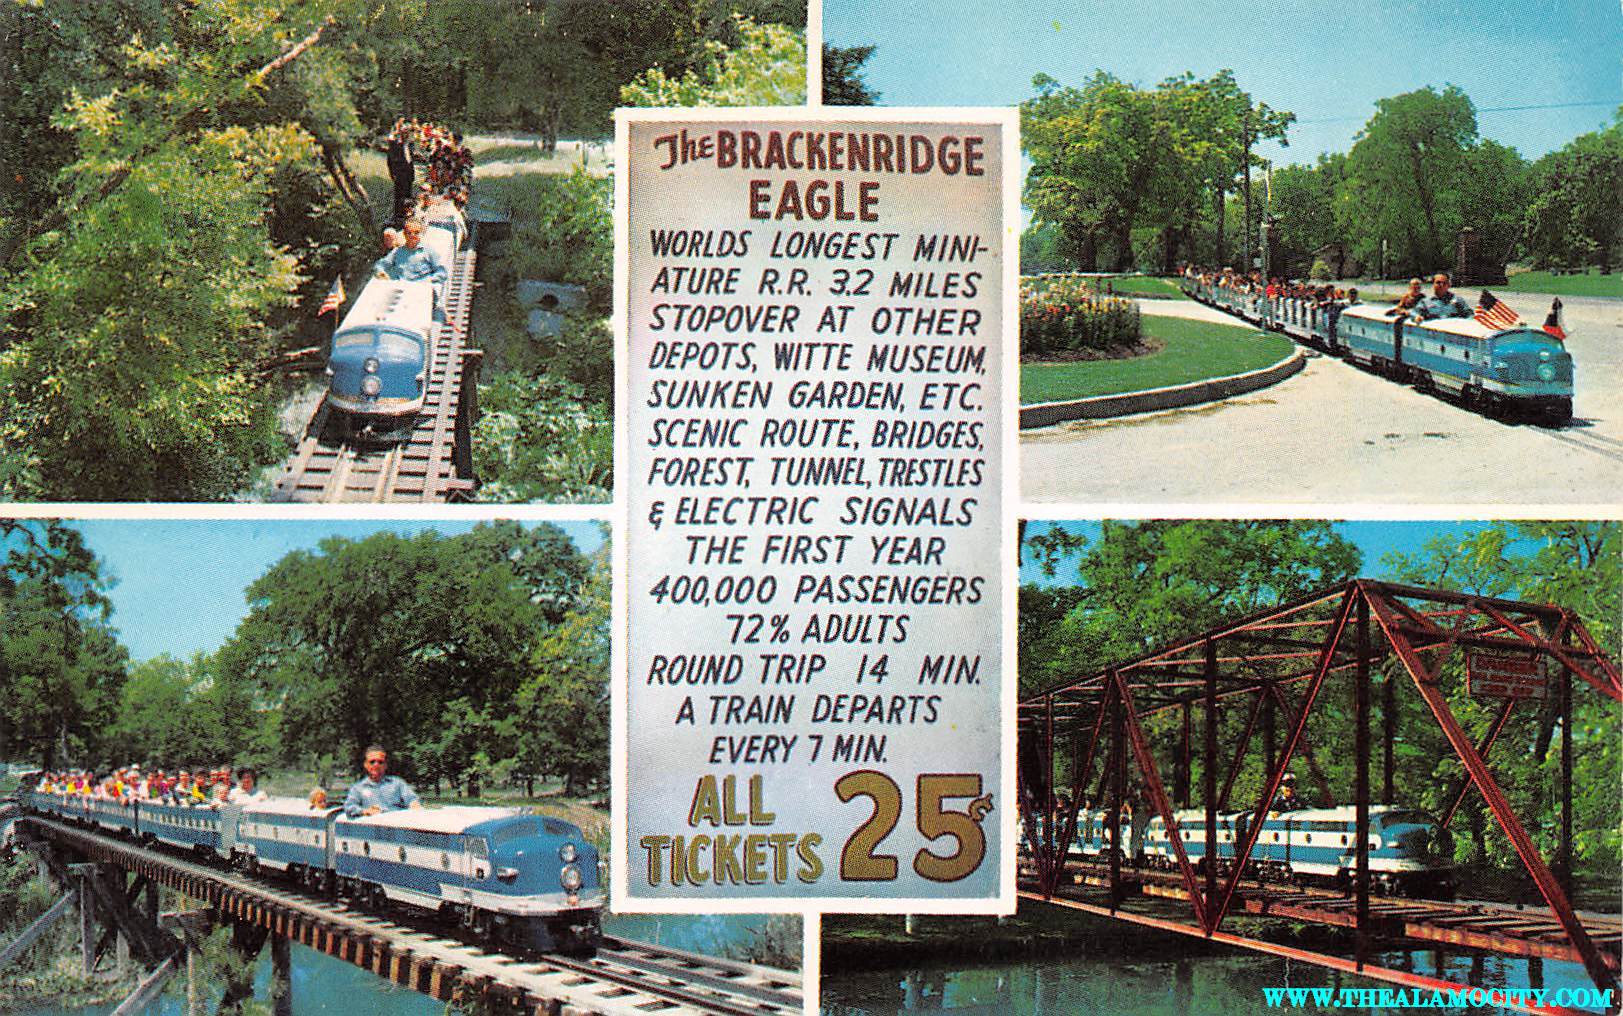 The BRACKENRIDGE
EAGLE
WORLDS LONGEST MINI-
ATURE R.R. 3.2 MILES
STOPOVER AT OTHER
DEPOTS, WITTE MUSEUM,
SUNKEN GARDEN, ETC.
SCENIC ROUTE, BRIDGES,
FOREST, TUNNEL, TRESTLES
& ELECTRIC SIGNALS
THE FIRST YEAR
400,000 PASSENGERS
72% ADULTS
ROUND TRIP 14 MIN.
A TRAIN DEPARTS
EVERY 7 MIN.
ALL
TICKETS 25¢
WWW.THEALAMOCITY.COM